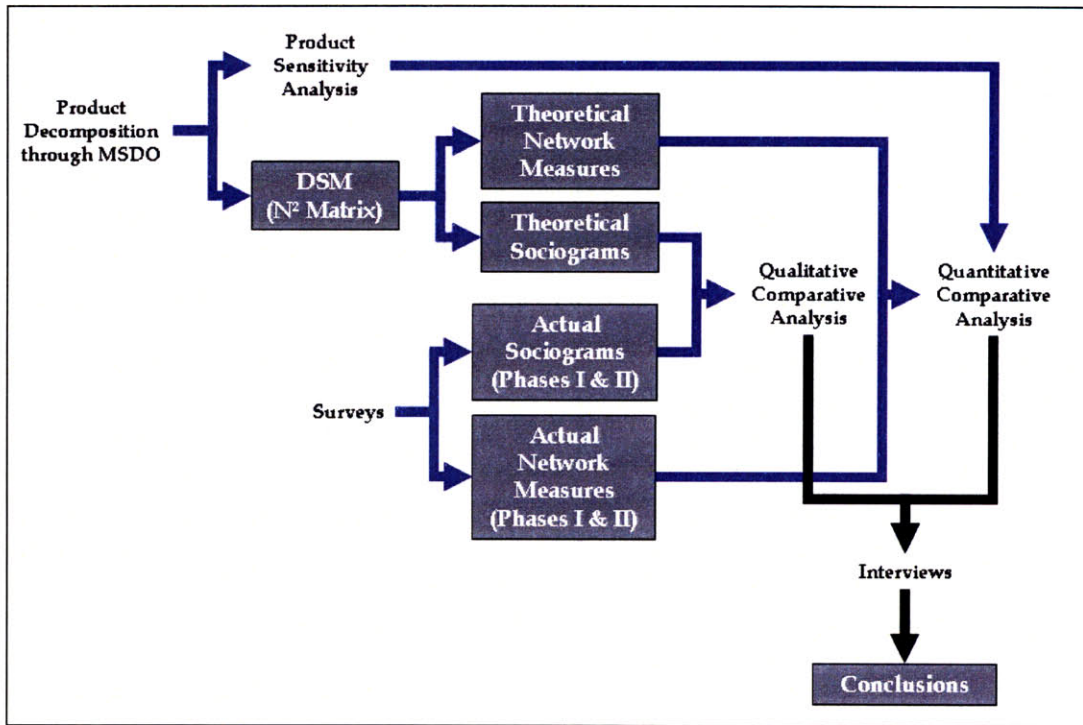 Product
Sensitivity
Analysis
Product
Decomposition
through MSDO
DSM
(N² Matrix)
Theoretical
Network
Measures
Theoretical
Sociograms
Qualitative
Comparative
Analysis
Quantitative
Comparative
Analysis
Actual
Sociograms
(Phases I & II)
Surveys
Actual
Network
Measures
(Phases I & II)
Interviews
Conclusions